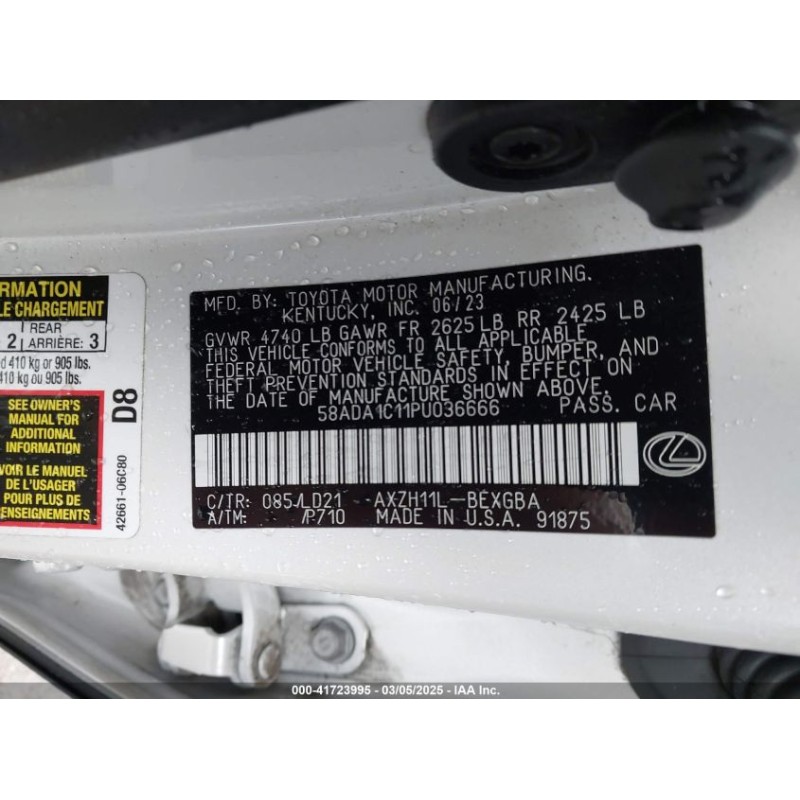 ORMATION
LE CHARGEMENT
2 REAR
ARRIÈRE: 3
d 410 kg or 905 lbs.
410 kg ou 905 lbs.
SEE OWNER'S
MANUAL FOR
ADDITIONAL
INFORMATION
VOIR LE MANUEL
DE L'USAGER
POUR PLUS DE
RENSEIGNEMENTS
D8
42661-06C80
MFD. BY: TOYOTA MOTOR MANUFACTURING.
KENTUCKY, INC. 06/23
GVWR 4740 LB GAWR FR 2625 LB RR 2425 LB
THIS VEHICLE CONFORMS TO ALL APPLICABLE
FEDERAL MOTOR VEHICLE SAFETY, BUMPER, AND
THEFT PREVENTION STANDARDS IN EFFECT ON
THE DATE OF MANUFACTURE SHOWN ABOVE.
58ADA1C11PU036666 PASS. CAR
C/TR: 085/LD21 AXZH11L-BEXGBA
A/TM: /P710 MADE IN U.S.A. 91875
000-41723995 - 03/05/2025 - IAA Inc.